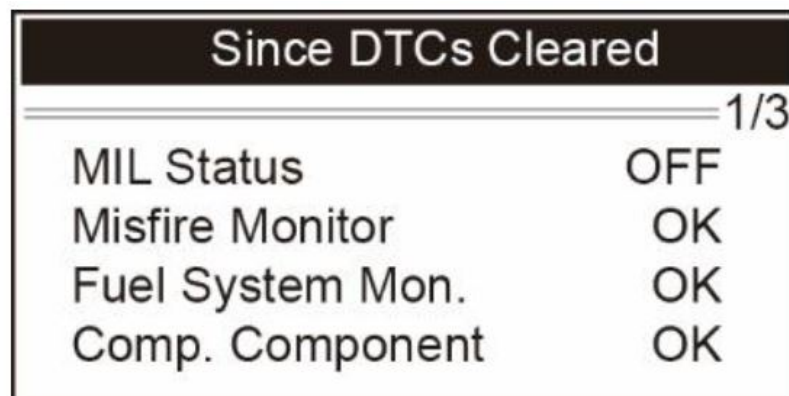 Since DTCs Cleared
1/3
MIL Status OFF
Misfire Monitor OK
Fuel System Mon. OK
Comp. Component OK